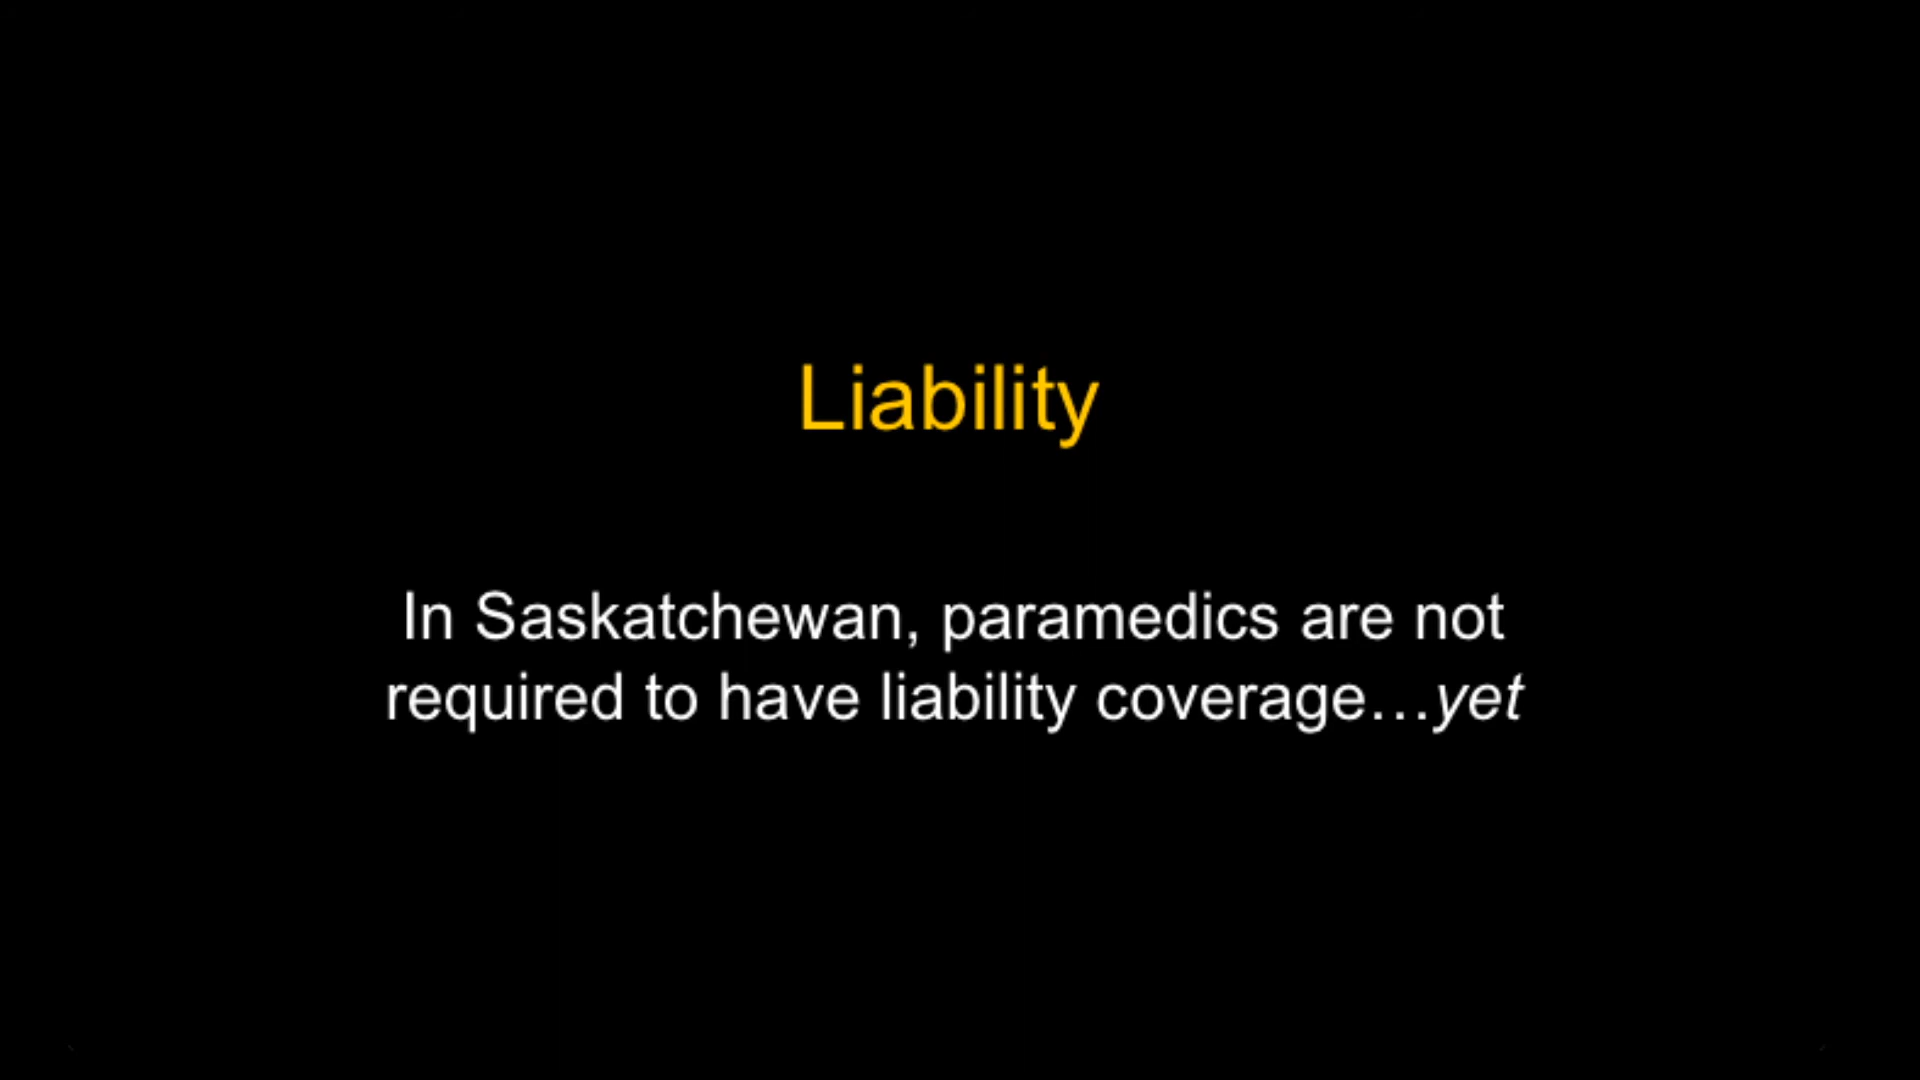 Liability
In Saskatchewan, paramedics are not
required to have liability coverage…yet